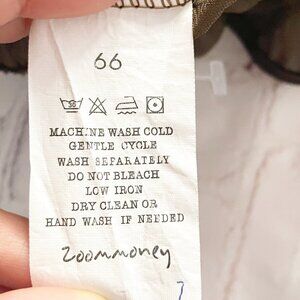 66
MACHINE WASH COLD
GENTLE CYCLE
WASH SEPARATELY
DO NOT BLEACH
LOW IRON
DRY CLEAN OR
HAND WASH IF NEEDED
zoommoney